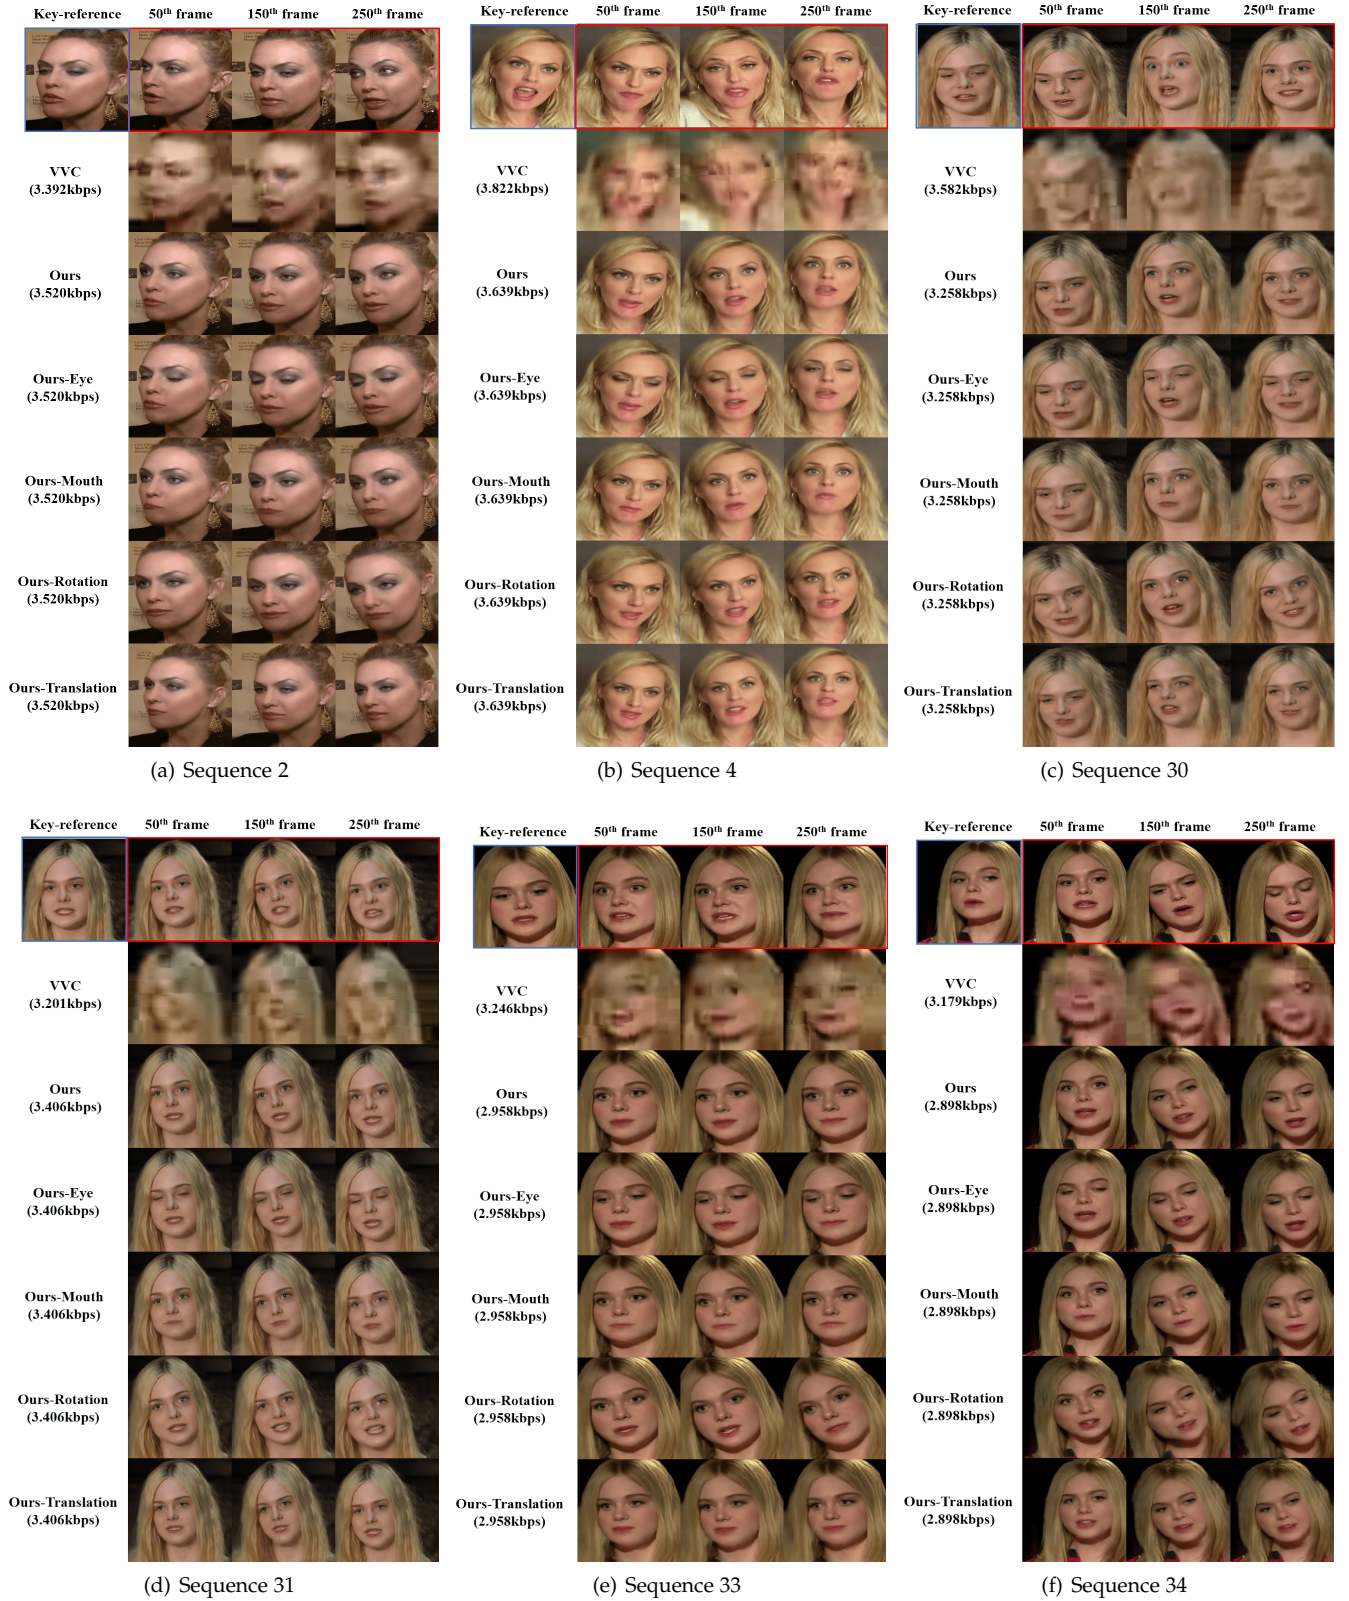 Key-reference 50th frame 150th frame 250th frame
VVC
(3.392kbps)
Ours
(3.520kbps)
Ours-Eye
(3.520kbps)
Ours-Mouth
(3.520kbps)
Ours-Rotation
(3.520kbps)
Ours-Translation
(3.520kbps)
(a) Sequence 2
Key-reference 50th frame 150th frame 250th frame
VVC
(3.822kbps)
Ours
(3.639kbps)
Ours-Eye
(3.639kbps)
Ours-Mouth
(3.639kbps)
Ours-Rotation
(3.639kbps)
Ours-Translation
(3.639kbps)
(b) Sequence 4
Key-reference 50th frame 150th frame 250th frame
VVC
(3.582kbps)
Ours
(3.258kbps)
Ours-Eye
(3.258kbps)
Ours-Mouth
(3.258kbps)
Ours-Rotation
(3.258kbps)
Ours-Translation
(3.258kbps)
(c) Sequence 30
Key-reference 50th frame 150th frame 250th frame
VVC
(3.201kbps)
Ours
(3.406kbps)
Ours-Eye
(3.406kbps)
Ours-Mouth
(3.406kbps)
Ours-Rotation
(3.406kbps)
Ours-Translation
(3.406kbps)
(d) Sequence 31
Key-reference 50th frame 150th frame 250th frame
VVC
(3.246kbps)
Ours
(2.958kbps)
Ours-Eye
(2.958kbps)
Ours-Mouth
(2.958kbps)
Ours-Rotation
(2.958kbps)
Ours-Translation
(2.958kbps)
(e) Sequence 33
Key-reference 50th frame 150th frame 250th frame
VVC
(3.179kbps)
Ours
(2.898kbps)
Ours-Eye
(2.898kbps)
Ours-Mouth
(2.898kbps)
Ours-Rotation
(2.898kbps)
Ours-Translation
(2.898kbps)
(f) Sequence 34